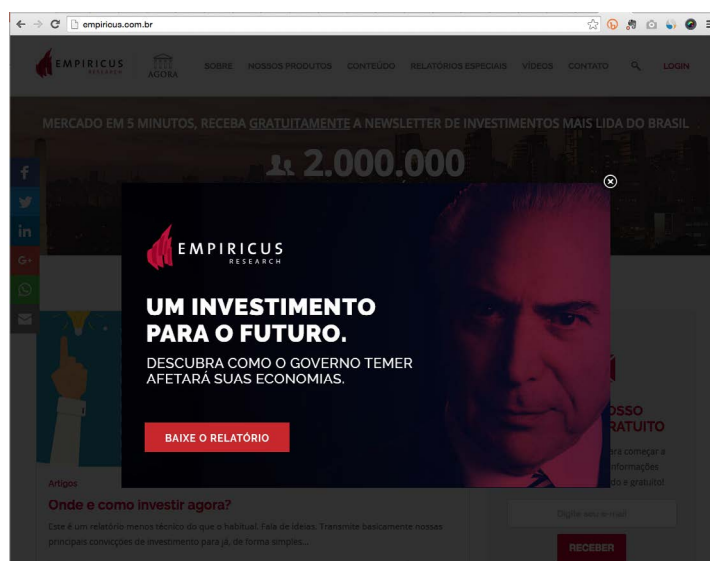 empiricus.com.br
EMPIRICUS
RESEARCH
AGORA
SOBRE NOSSOS PRODUTOS CONTEÚDO RELATÓRIOS ESPECIAIS VÍDEOS CONTATO LOGIN
MERCADO EM 5 MINUTOS, RECEBA GRATUITAMENTE A NEWSLETTER DE INVESTIMENTOS MAIS LIDA DO BRASIL
2.000.000
EMPIRICUS
RESEARCH
UM INVESTIMENTO
PARA O FUTURO.
DESCUBRA COMO O GOVERNO TEMER
AFETARÁ SUAS ECONOMIAS.
BAIXE O RELATÓRIO
Artigos
Onde e como investir agora?
Este é um relatório menos técnico do que o habitual. Fala de ideias. Transmite basicamente nossas
principais convicções de investimento para já, de forma simples...
OSSO
RATUITO
ara começar a
nformações
do e gratuito!
Digite seu e-mail
RECEBER